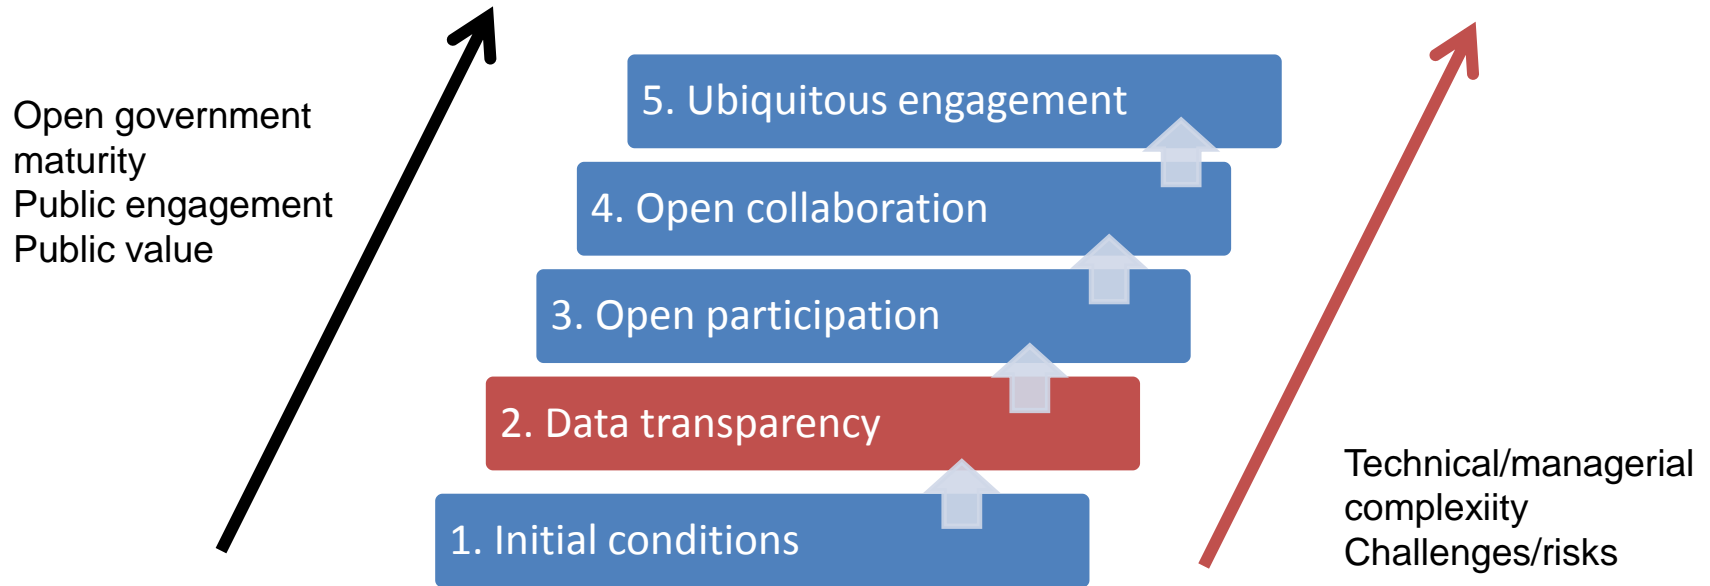 Open government
maturity
Public engagement
Public value
5. Ubiquitous engagement
4. Open collaboration
3. Open participation
2. Data transparency
1. Initial conditions
Technical/managerial
complexiity
Challenges/risks